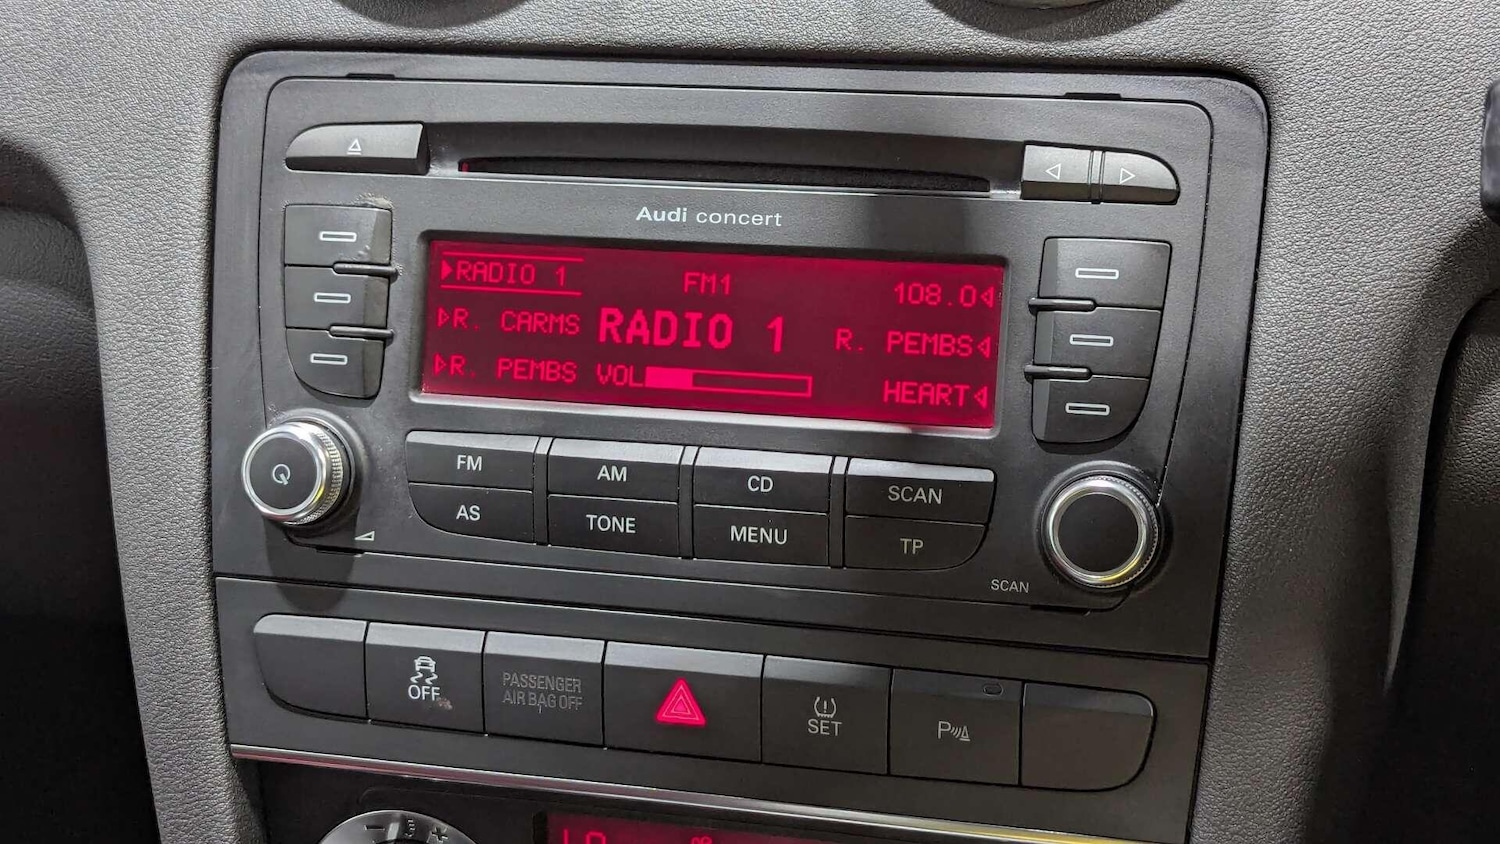 Audi concert
RADIO 1
FM1
108.0
R. CARMS
RADIO 1
R. PEMBS
R. PEMBS
VOL
HEART
FM
AM
CD
SCAN
AS
TONE
MENU
TP
SCAN
OFF
PASSENGER
AIR BAG OFF
SET
P